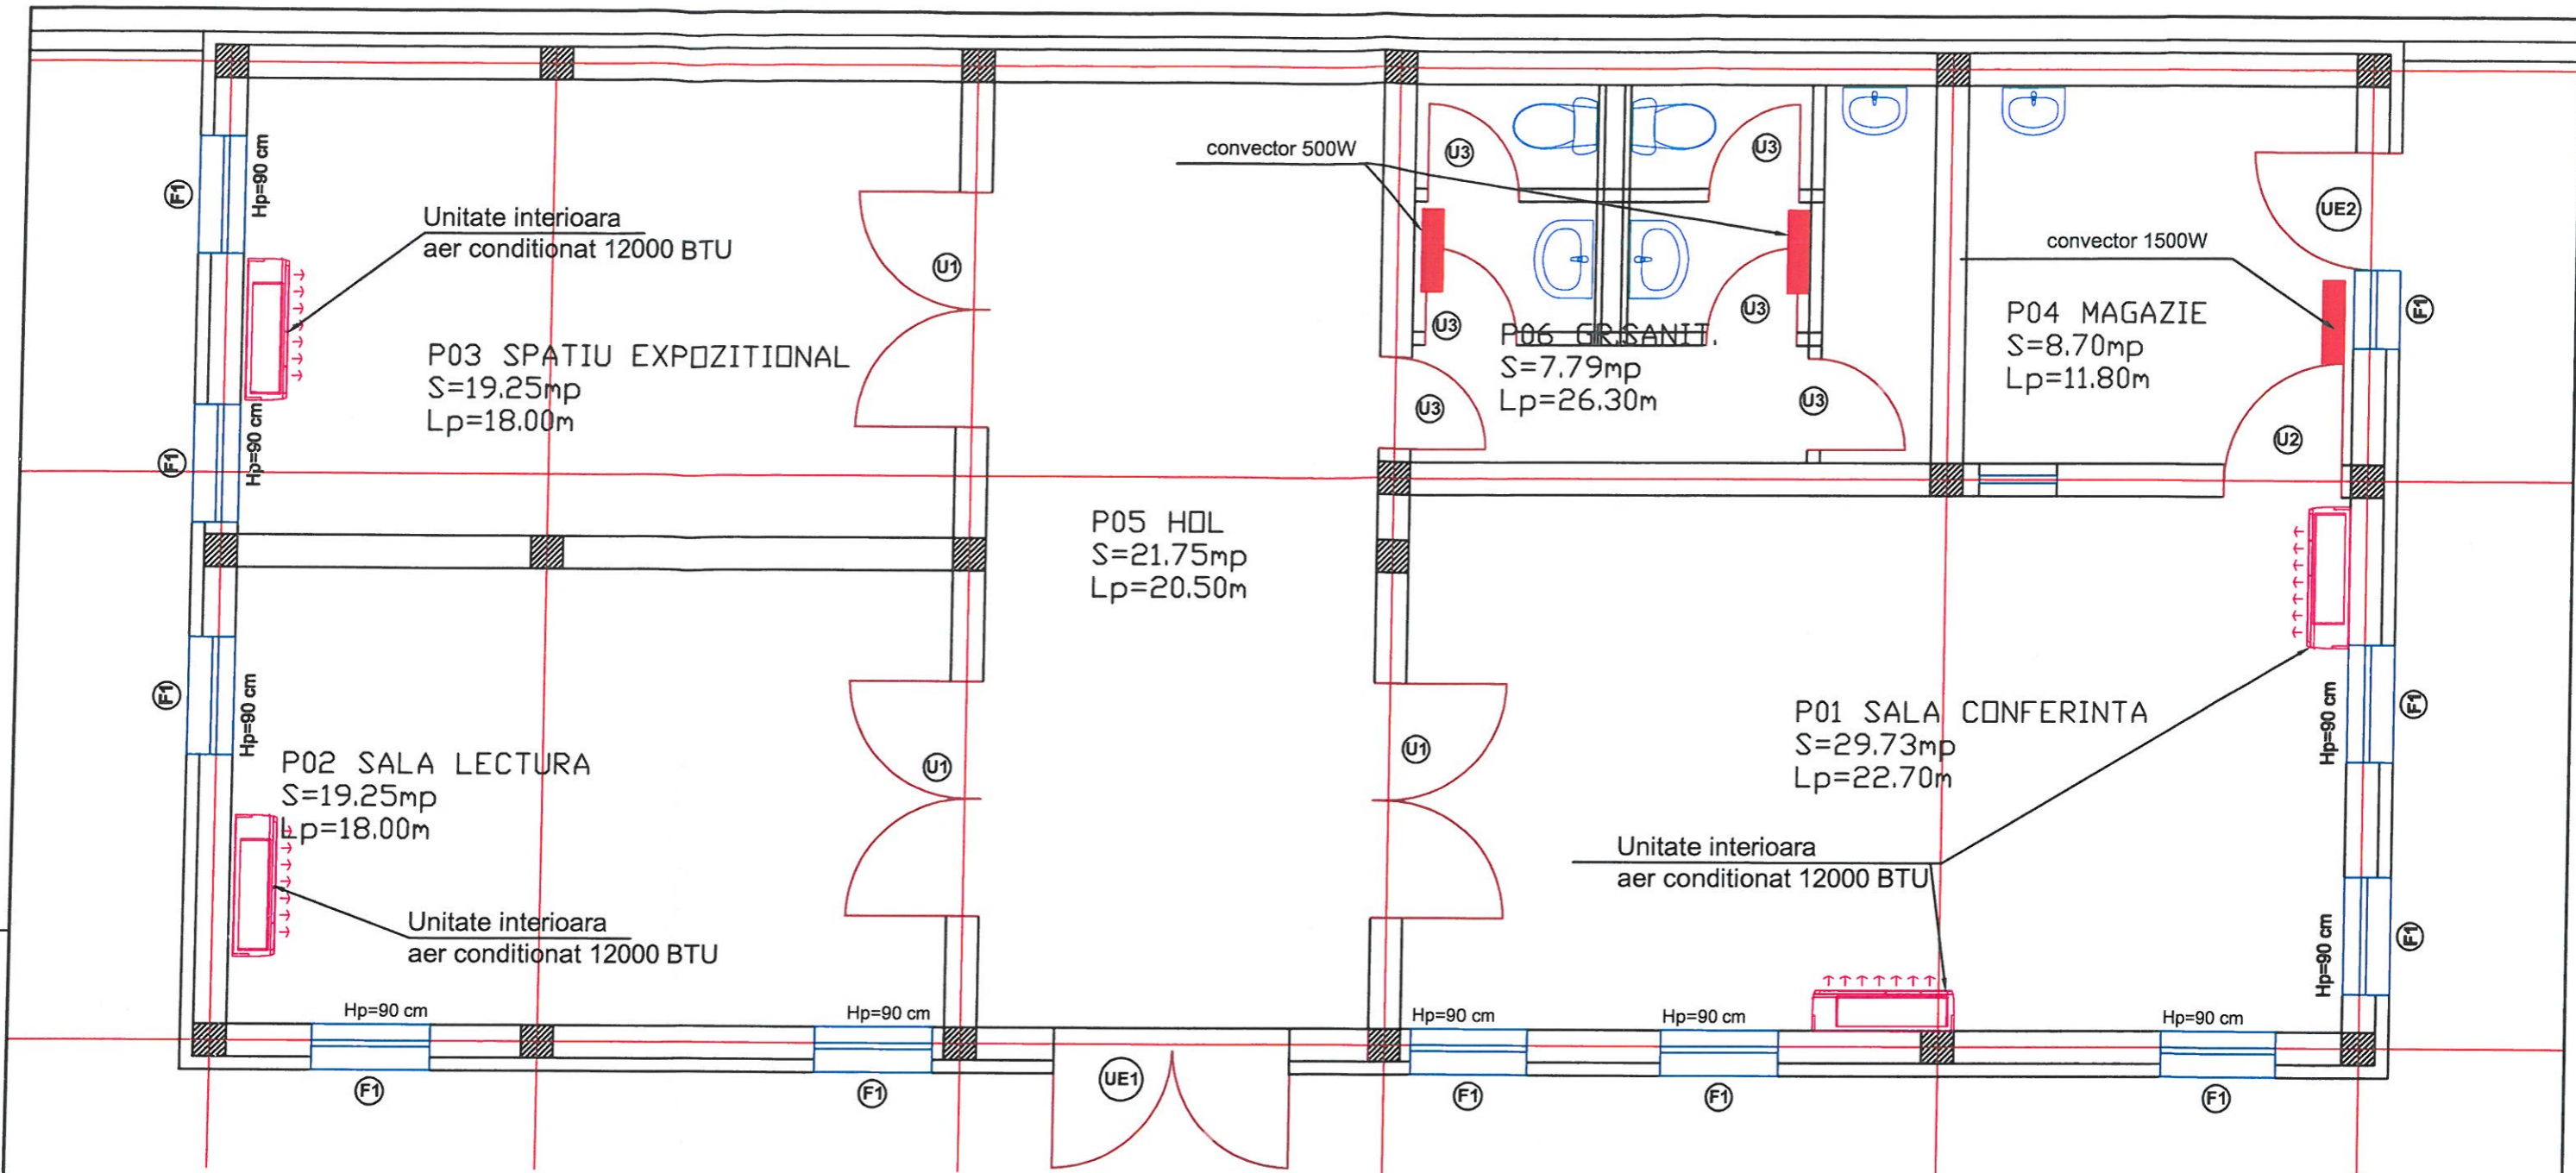 convector 500W
U3
U3
F1
Hp=90 cm
Unitate interioara
aer conditionat 12000 BTU
U1
UE2
convector 1500W
P03 SPATIU EXPOZITIONAL
S=19.25mp
Lp=18.00m
U3
U3
P06 GR.SANIT.
S=7.79mp
Lp=26.30m
U3
U3
P04 MAGAZIE
S=8.70mp
Lp=11.80m
F1
U2
F1
Hp=90 cm
P05 HOL
S=21.75mp
Lp=20.50m
F1
Hp=90 cm
P02 SALA LECTURA
S=19.25mp
Lp=18.00m
U1
U1
P01 SALA CONFERINTA
S=29.73mp
Lp=22.70m
Hp=90 cm
F1
Unitate interioara
aer conditionat 12000 BTU
Unitate interioara
aer conditionat 12000 BTU
Hp=90 cm
F1
Hp=90 cm
Hp=90 cm
Hp=90 cm
Hp=90 cm
Hp=90 cm
F1
F1
UE1
F1
F1
F1